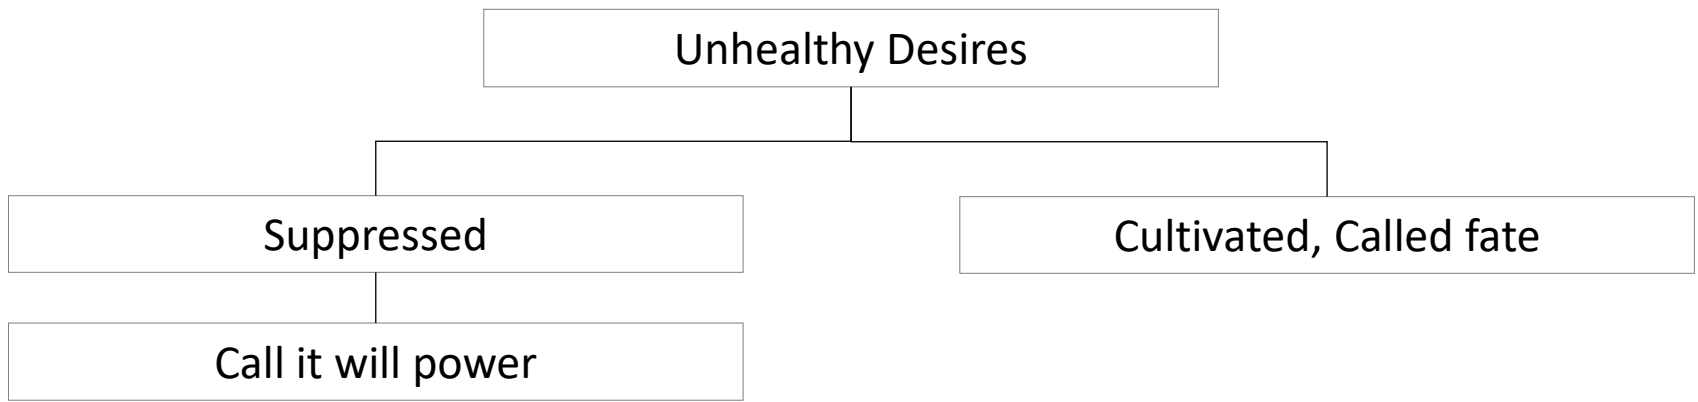 Unhealthy Desires
Suppressed
Cultivated, Called fate
Call it will power